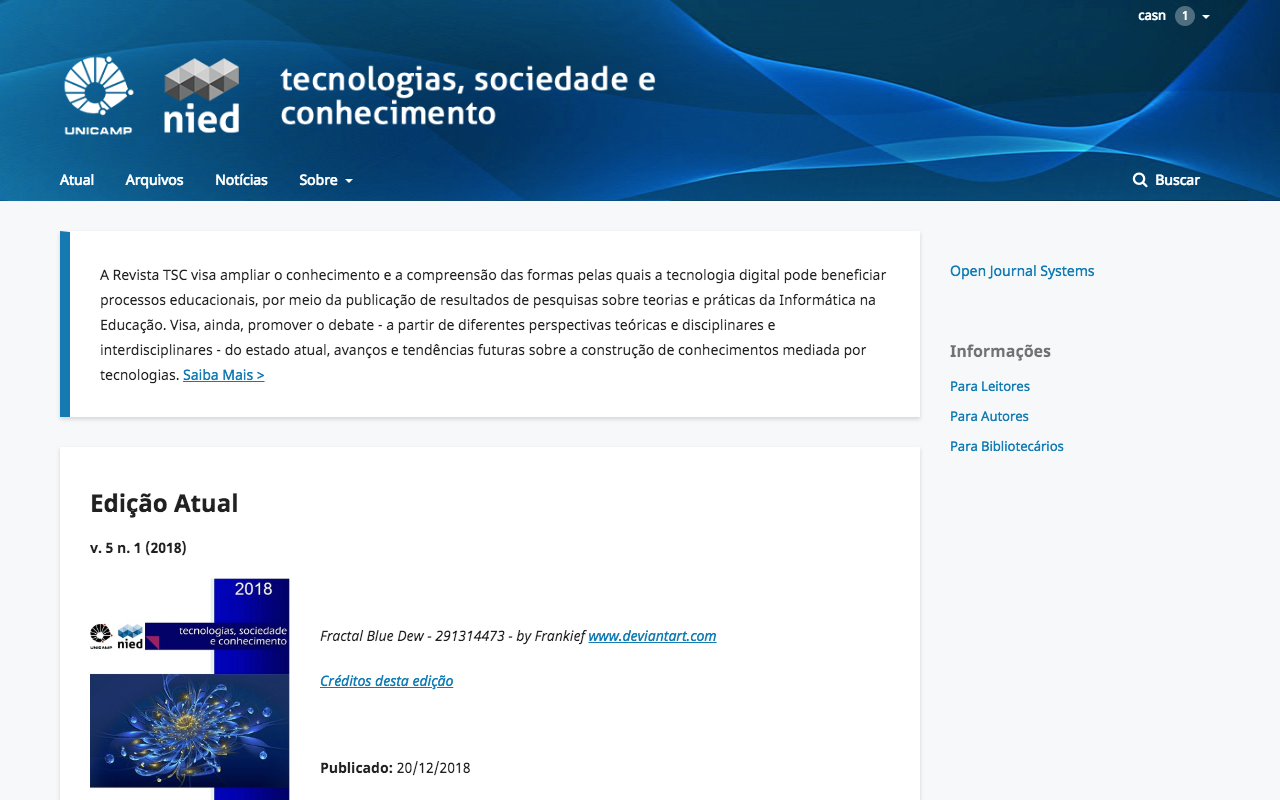 casn 1
UNICAMP
nied
tecnologias, sociedade e
conhecimento
Atual Arquivos Notícias Sobre Buscar
A Revista TSC visa ampliar o conhecimento e a compreensão das formas pelas quais a tecnologia digital pode beneficiar
processos educacionais, por meio da publicação de resultados de pesquisas sobre teorias e práticas da Informática na
Educação. Visa, ainda, promover o debate - a partir de diferentes perspectivas teóricas e disciplinares e
interdisciplinares - do estado atual, avanços e tendências futuras sobre a construção de conhecimentos mediada por
tecnologias. Saiba Mais >
Open Journal Systems
Informações
Para Leitores
Para Autores
Para Bibliotecários
Edição Atual
v. 5 n. 1 (2018)
2018
UNICAMP
nied
tecnologias, sociedade
e conhecimento
Fractal Blue Dew - 291314473 - by Frankief www.deviantart.com
Créditos desta edição
Publicado: 20/12/2018